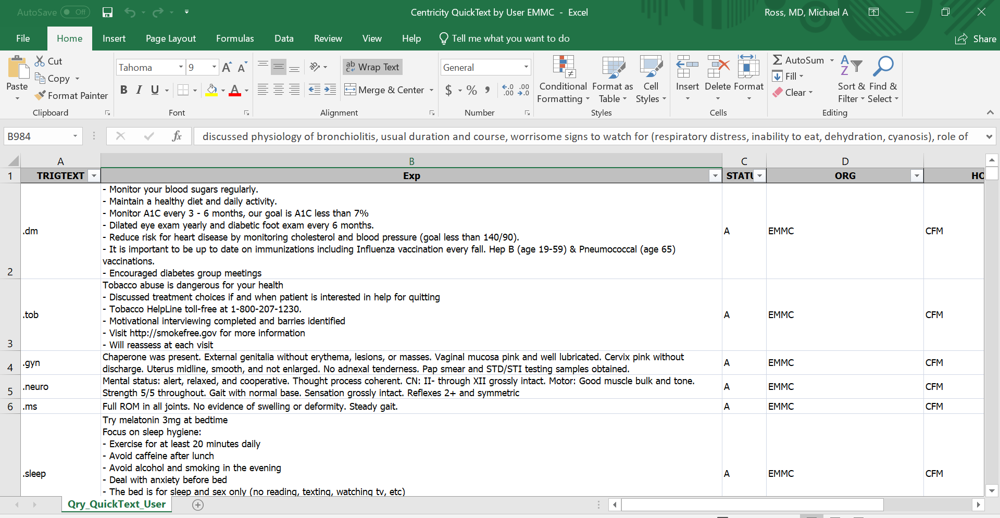 AutoSave Off
Centricity QuickText by User EMMC - Excel
Ross, MD, Michael A
File Home Insert Page Layout Formulas Data Review View Help Tell me what you want to do Share
Paste
Cut
Copy
Format Painter
Clipboard
Tahoma 9
B I U
Font
Wrap Text
Merge & Center
Alignment
General
$ % ,
Number
Conditional Formatting
Format as Table
Cell Styles
Styles
Insert Delete Format
Cells
AutoSum
Fill
Clear
Sort & Filter
Find & Select
Editing
B984
fx
discussed physiology of bronchiolitis, usual duration and course, worrisome signs to watch for (respiratory distress, inability to eat, dehydration, cyanosis), role of
A B C D
1 TRIGTEXT Exp STATU ORG HO
2 .dm
- Monitor your blood sugars regularly.
- Maintain a healthy diet and daily activity.
- Monitor A1C every 3 - 6 months, our goal is A1C less than 7%
- Dilated eye exam yearly and diabetic foot exam every 6 months.
- Reduce risk for heart disease by monitoring cholesterol and blood pressure (goal less than 140/90).
- It is important to be up to date on immunizations including Influenza vaccination every fall. Hep B (age 19-59) & Pneumococcal (age 65)
vaccinations.
- Encouraged diabetes group meetings
A EMMC CFM
3 .tob
Tobacco abuse is dangerous for your health
- Discussed treatment choices if and when patient is interested in help for quitting
- Tobacco HelpLine toll-free at 1-800-207-1230.
- Motivational interviewing completed and barries identified
- Visit http://smokefree.gov for more information
- Will reassess at each visit
A EMMC CFM
4 .gyn
Chaperone was present. External genitalia without erythema, lesions, or masses. Vaginal mucosa pink and well lubricated. Cervix pink without
discharge. Uterus midline, smooth, and not enlarged. No adnexal tenderness. Pap smear and STD/STI testing samples obtained.
A EMMC CFM
5 .neuro
Mental status: alert, relaxed, and cooperative. Thought process coherent. CN: II- through XII grossly intact. Motor: Good muscle bulk and tone.
Strength 5/5 throughout. Gait with normal base. Sensation grossly intact. Reflexes 2+ and symmetric
A EMMC CFM
6 .ms
Full ROM in all joints. No evidence of swelling or deformity. Steady gait.
A EMMC CFM
.sleep
Try melatonin 3mg at bedtime
Focus on sleep hygiene:
- Exercise for at least 20 minutes daily
- Avoid caffeine after lunch
- Avoid alcohol and smoking in the evening
- Deal with anxiety before bed
- The bed is for sleep and sex only (no reading, texting, watching tv, etc)
A EMMC CFM
Qry_QuickText_User